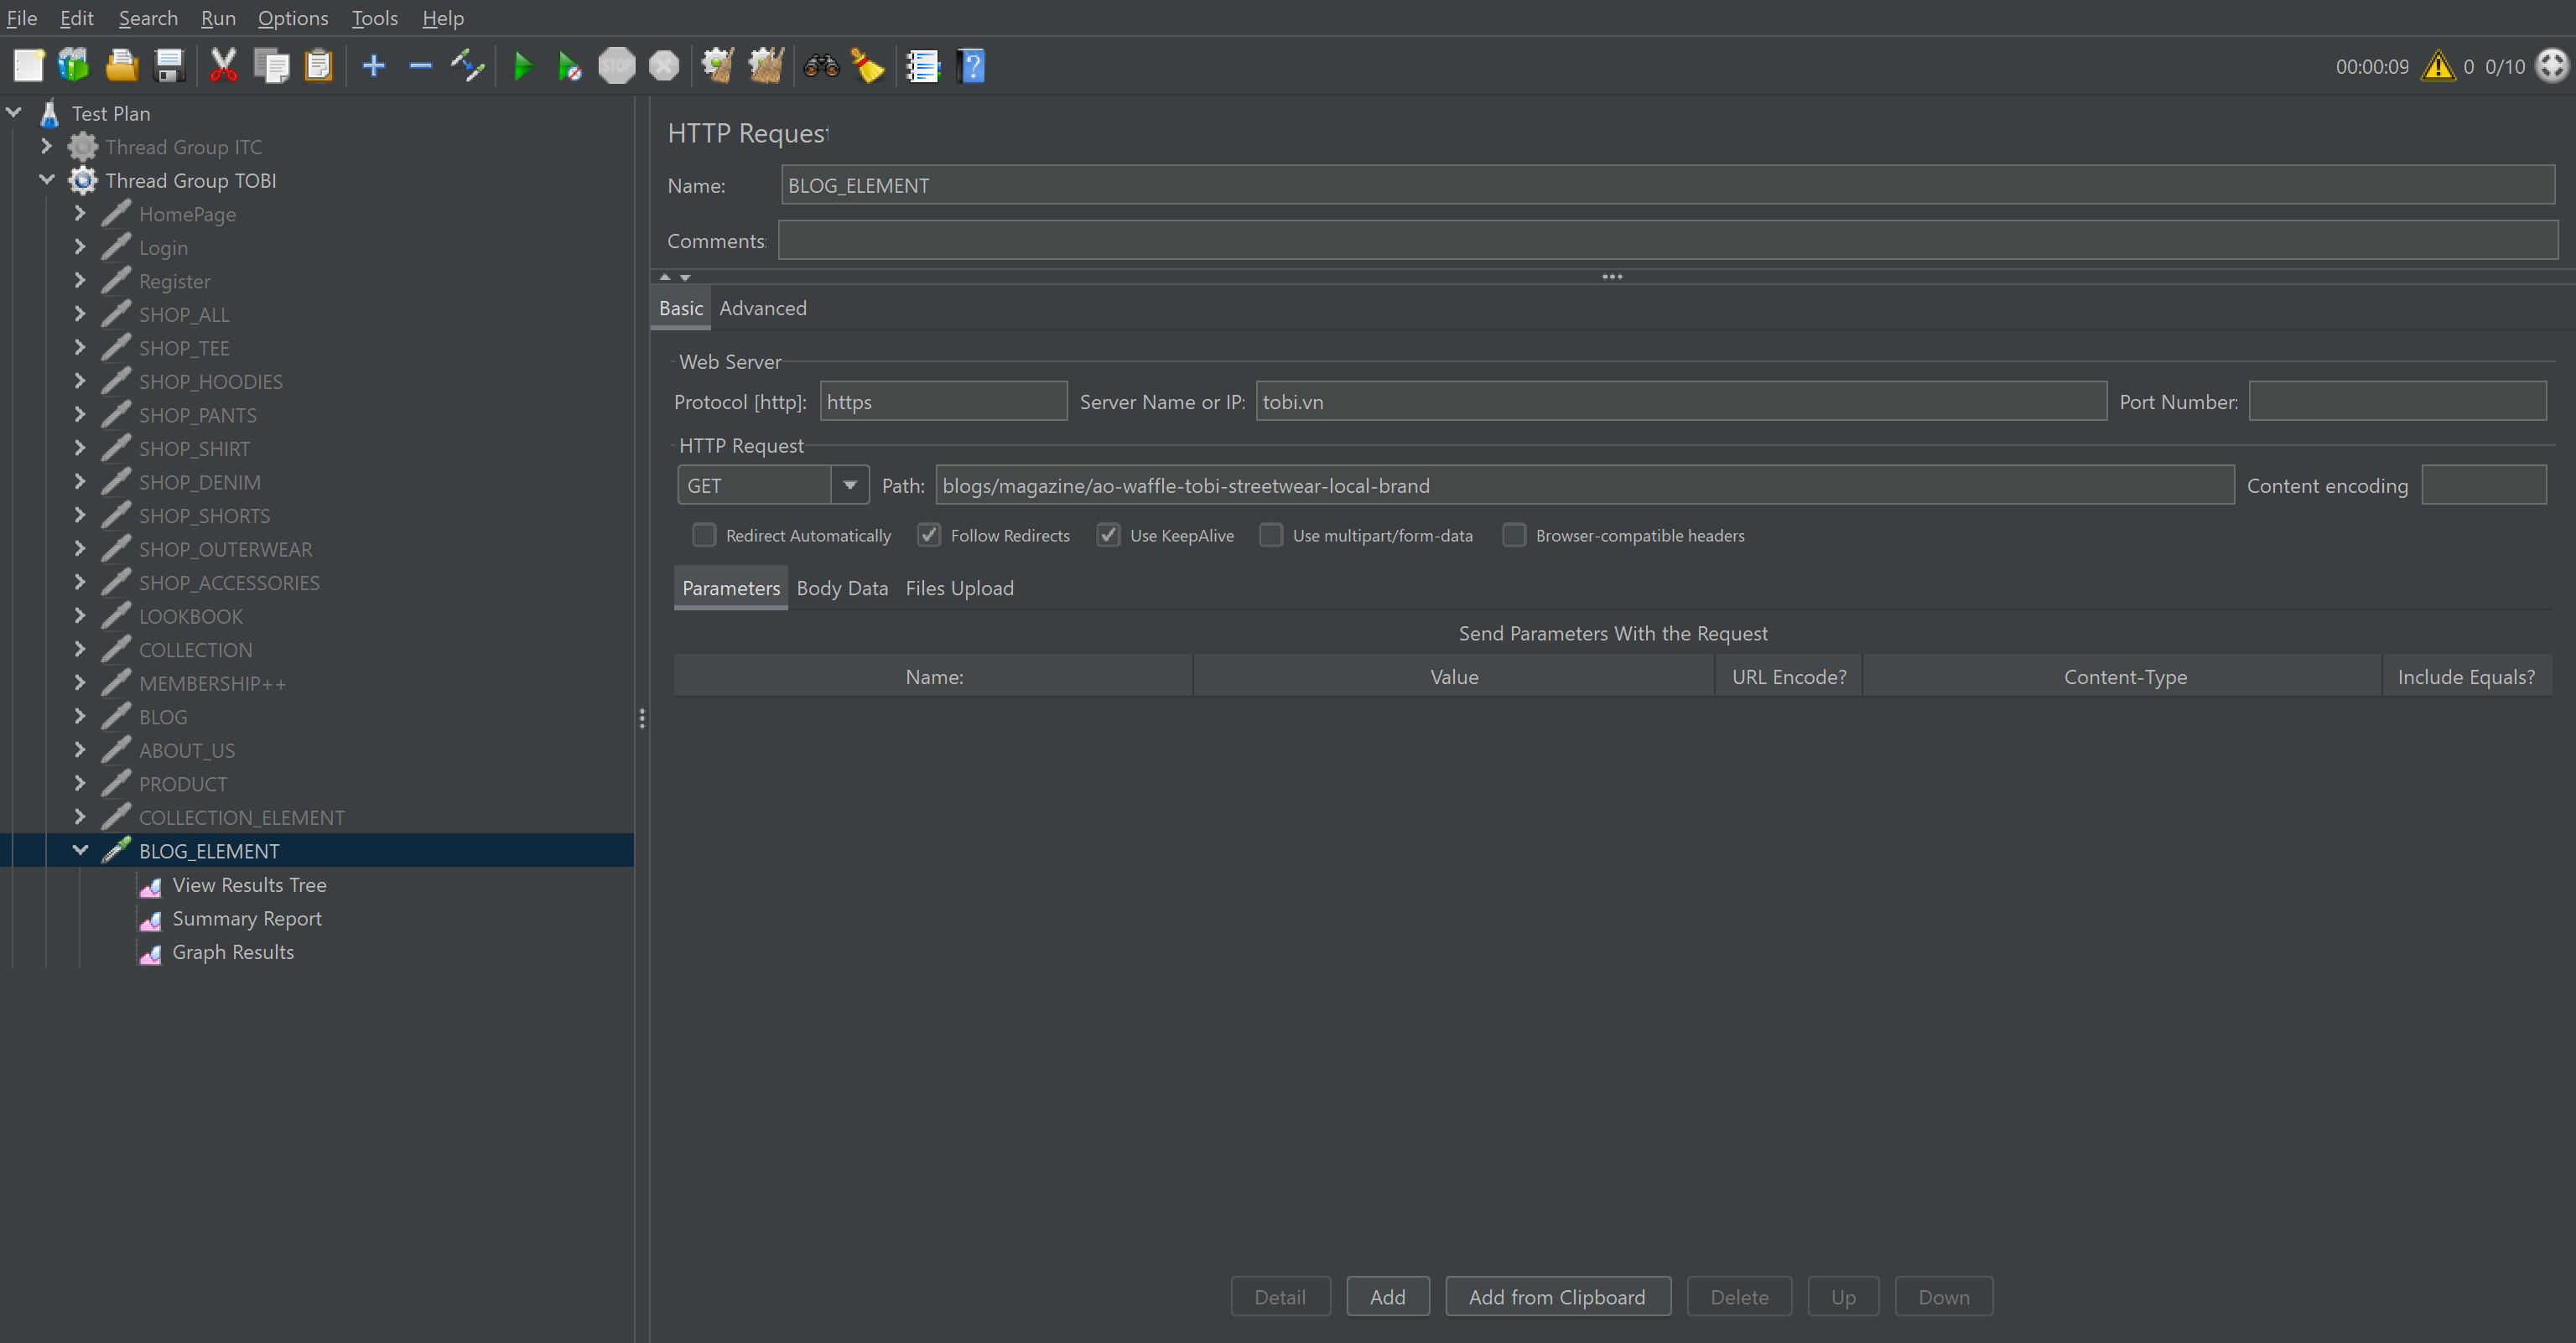 File Edit Search Run Options Tools Help
STOP
00:00:09 0 0/10
Test Plan
Thread Group ITC
Thread Group TOBI
HomePage
Login
Register
SHOP_ALL
SHOP_TEE
SHOP_HOODIES
SHOP_PANTS
SHOP_SHIRT
SHOP_DENIM
SHOP_SHORTS
SHOP_OUTERWEAR
SHOP_ACCESSORIES
LOOKBOOK
COLLECTION
MEMBERSHIP++
BLOG
ABOUT_US
PRODUCT
COLLECTION_ELEMENT
BLOG_ELEMENT
View Results Tree
Summary Report
Graph Results
HTTP Request
Name: BLOG_ELEMENT
Comments:
Basic Advanced
Web Server
Protocol [http]: https Server Name or IP: tobi.vn Port Number:
HTTP Request
GET Path: blogs/magazine/ao-waffle-tobi-streetwear-local-brand Content encoding
Redirect Automatically Follow Redirects Use KeepAlive Use multipart/form-data Browser-compatible headers
Parameters Body Data Files Upload
Send Parameters With the Request
Name: Value URL Encode? Content-Type Include Equals?
Detail Add Add from Clipboard Delete Up Down